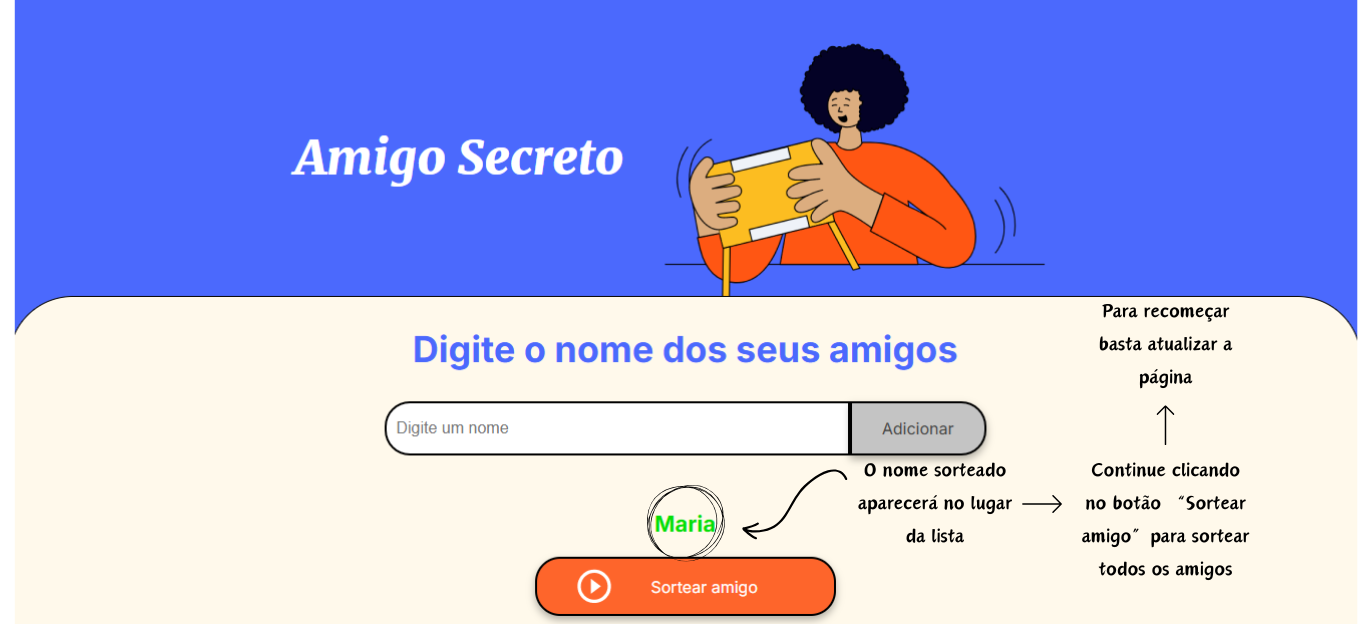 Amigo Secreto
Digite o nome dos seus amigos
Digite um nome
Adicionar
Maria
Sortear amigo
O nome sorteado
aparecerá no lugar
da lista
Continue clicando
no botão “Sortear
amigo” para sortear
todos os amigos
Para recomeçar
basta atualizar a
página